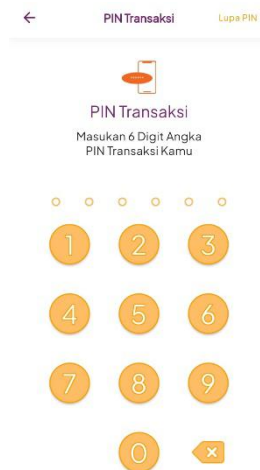 PIN Transaksi
Lupa PIN
PIN Transaksi
Masukan 6 Digit Angka
PIN Transaksi Kamu
1 2 3
4 5 6
7 8 9
0